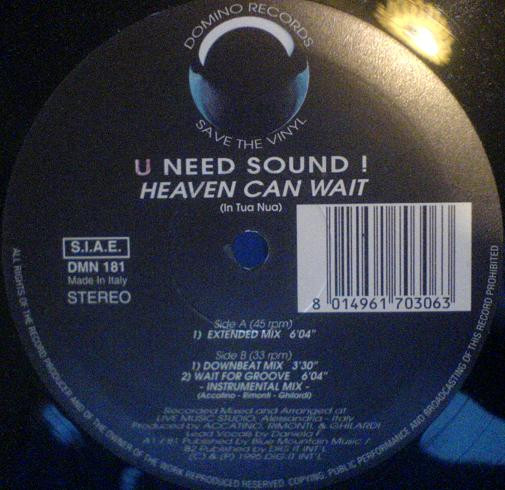 DOMINO RECORDS
SAVE THE VINYL
U NEED SOUND !
HEAVEN CAN WAIT
(In Tua Nua)
S.I.A.E.
DMN 181
Made In Italy
STEREO
8 014961 703063
Side A (45 rpm)
1) EXTENDED MIX 6'04"
Side B (33 rpm)
1) DOWNBEAT MIX 3'30"
2) WAIT FOR GROOVE 6'04"
- INSTRUMENTAL MIX -
(Accatino - Rimonti - Ghilardi)
Recorded Mixed and Arranged at
LIVE MUSIC STUDIO, Alessandria - Italy
Produced by ACCATINO, RIMONTI, & GHILARDI
Lead Vocals by Daniela F.
A1 / B1 Published by Blue Mountain Music /
B2 Published by DIG IT INT'L
(C) & (P) 1995 DIG IT INT'L
ALL RIGHTS OF THE RECORD PRODUCER AND OF THE OWNER OF THE WORK REPRODUCED RESERVED. COPYING, PUBLIC PERFORMANCE AND BROADCASTING OF THIS RECORD PROHIBITED